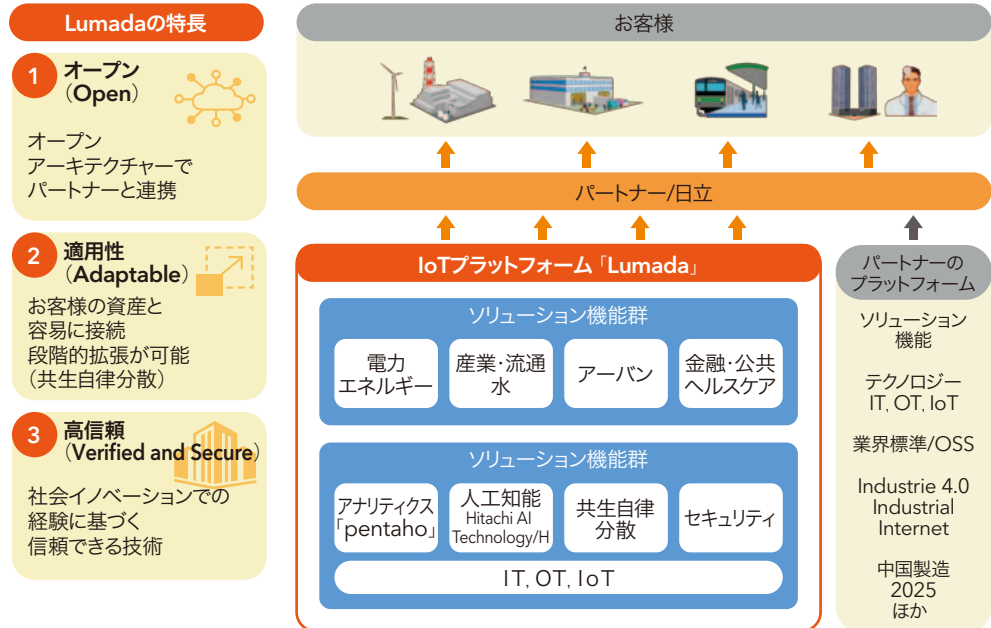 Lumadaの特長
1
オープン
(Open)
オープン
アーキテクチャーで
パートナーと連携
2
適用性
(Adaptable)
お客様の資産と
容易に接続
段階的拡張が可能
(共生自律分散)
3
高信頼
(Verified and Secure)
社会イノベーションでの
経験に基づく
信頼できる技術
お客様
パートナー/日立
IoTプラットフォーム「Lumada」
ソリューション機能群
電力
エネルギー
産業・流通
水
アーバン
金融・公共
ヘルスケア
ソリューション機能群
アナリティクス
「pentaho」
人工知能
Hitachi AI
Technology/H
共生自律
分散
セキュリティ
IT, OT, IoT
パートナーの
プラットフォーム
ソリューション
機能
テクノロジー
IT, OT, IoT
業界標準/OSS
Industrie 4.0
Industrial
Internet
中国製造
2025
ほか